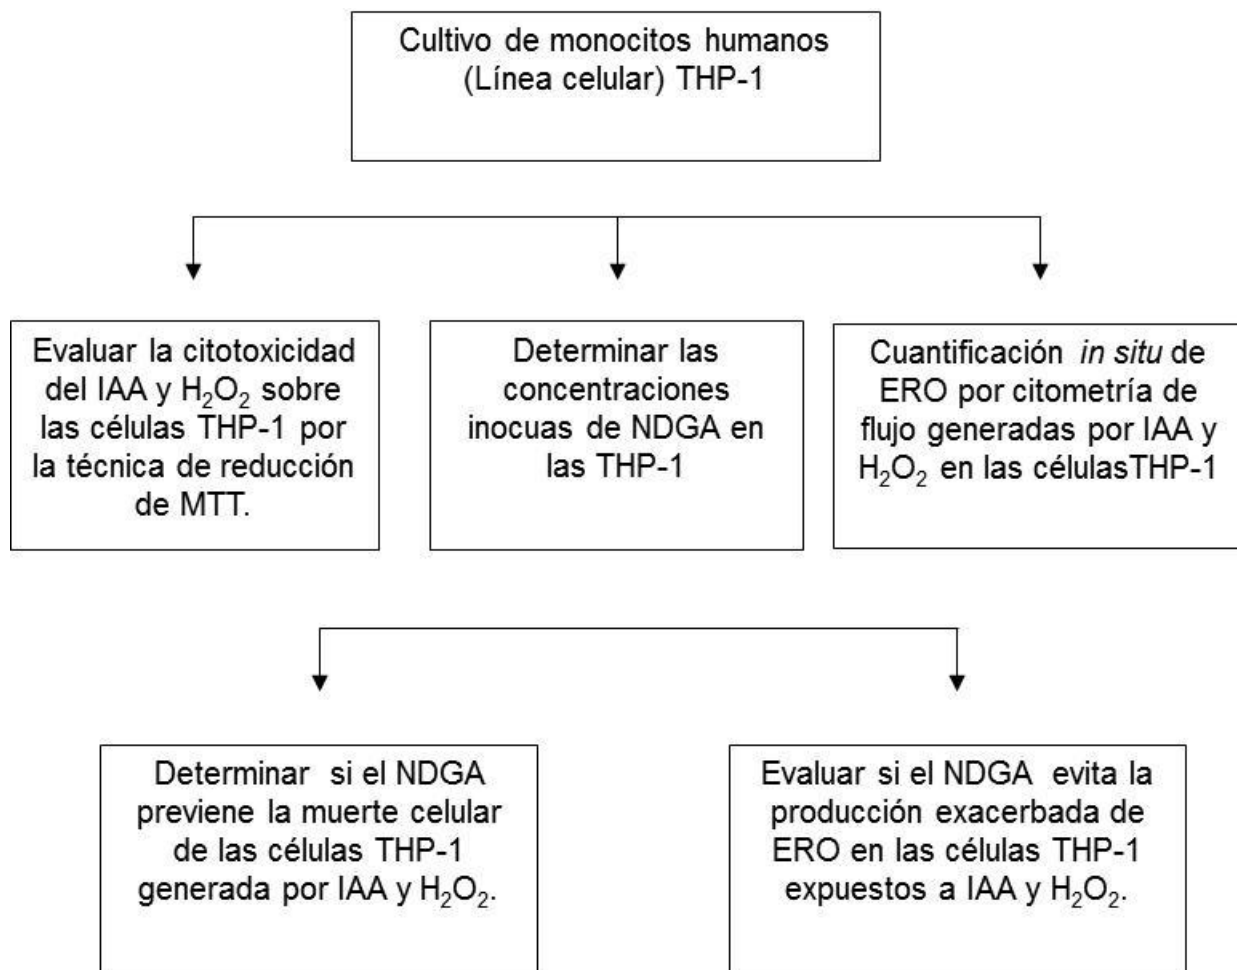 Cultivo de monocitos humanos
(Línea celular) THP-1
Evaluar la citotoxicidad
del IAA y H₂O₂ sobre
las células THP-1 por
la técnica de reducción
de MTT.
Determinar las
concentraciones
inocuas de NDGA en
las THP-1
Cuantificación in situ de
ERO por citometría de
flujo generadas por IAA y
H₂O₂ en las célulasTHP-1
Determinar si el NDGA
previene la muerte celular
de las células THP-1
generada por IAA y H₂O₂.
Evaluar si el NDGA evita la
producción exacerbada de
ERO en las células THP-1
expuestos a IAA y H₂O₂.